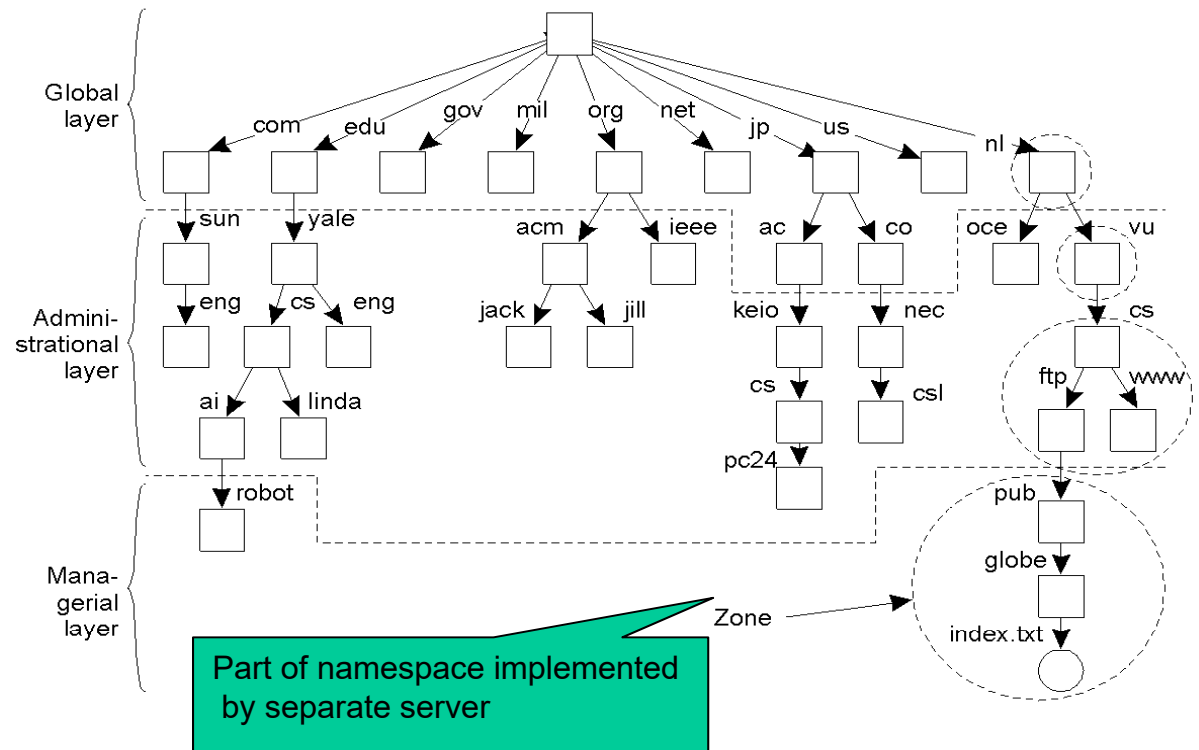 Global
layer
com
edu
gov
mil
org
net
jp
us
nl
sun
yale
acm
ieee
ac
co
oce
vu
Admini-
strational
layer
eng
cs
eng
jack
jill
keio
nec
cs
ai
linda
cs
csl
ftp
www
pc24
robot
pub
Mana-
gerial
layer
globe
Zone
index.txt
Part of namespace implemented
by separate server